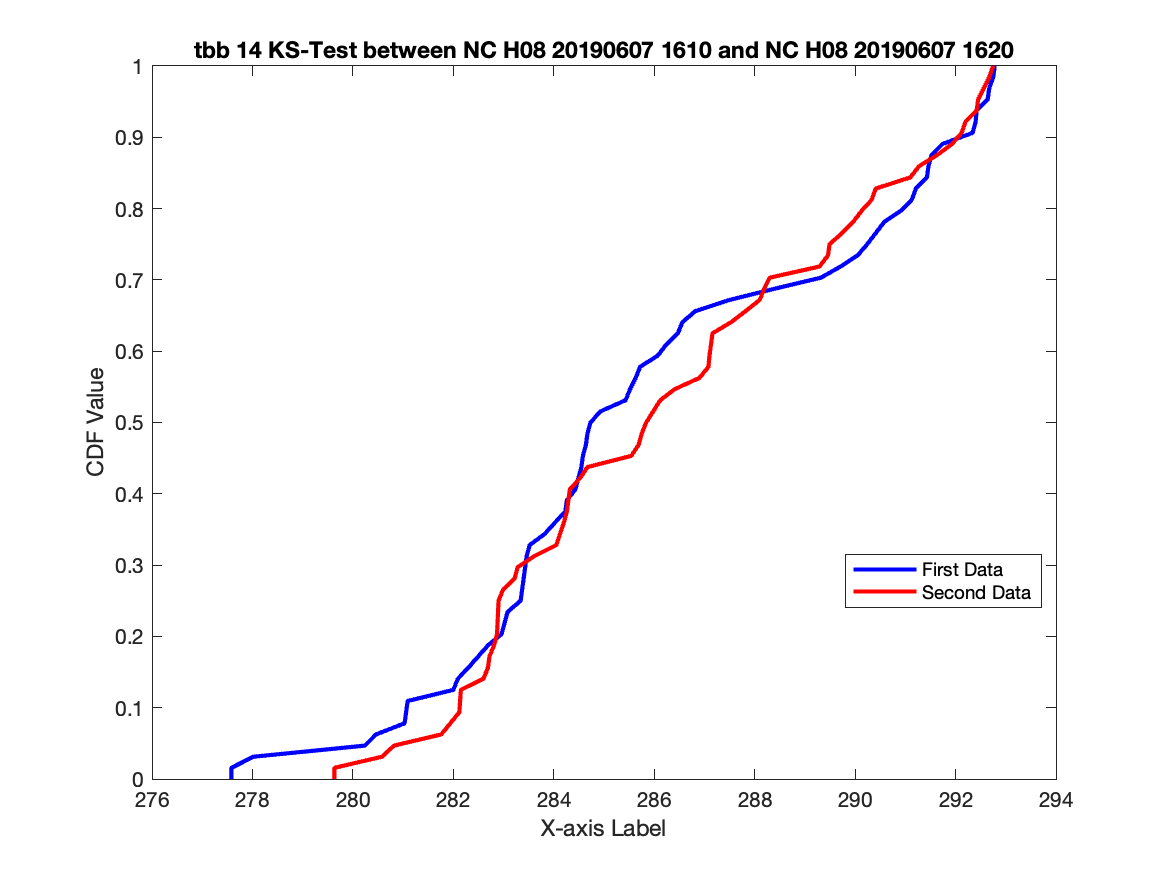 tbb 14 KS-Test between NC H08 20190607 1610 and NC H08 20190607 1620
1
0.9
0.8
0.7
0.6
0.5
0.4
0.3
0.2
0.1
0
CDF Value
First Data
Second Data
276 278 280 282 284 286 288 290 292 294
X-axis Label